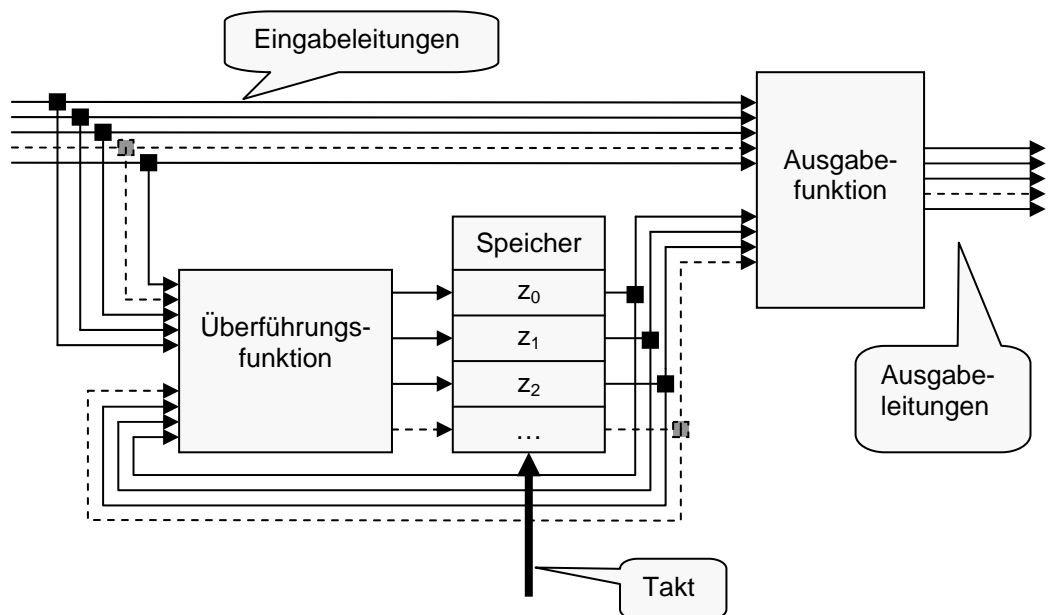 Eingabeleitungen
Ausgabe-
funktion
Speicher
z0
z1
z2
...
Überführungs-
funktion
Ausgabe-
leitungen
Takt